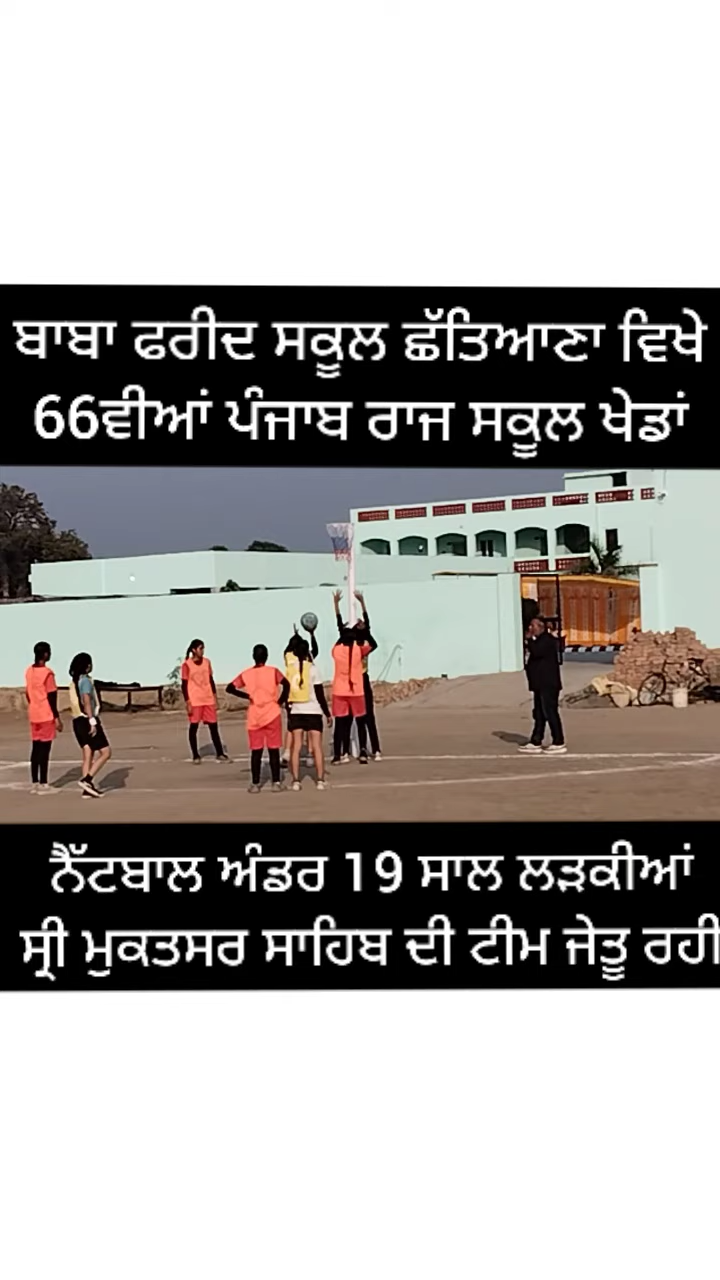 ਬਾਬਾ ਫਰੀਦ ਸਕੂਲ ਛੱਤਿਆਣਾ ਵਿਖੇ
66ਵੀਆਂ ਪੰਜਾਬ ਰਾਜ ਸਕੂਲ ਖੇਡਾਂ
ਨੈੱਟਬਾਲ ਅੰਡਰ 19 ਸਾਲ ਲੜਕੀਆਂ
ਸ੍ਰੀ ਮੁਕਤਸਰ ਸਾਹਿਬ ਦੀ ਟੀਮ ਜੇਤੂ ਰਹੀ